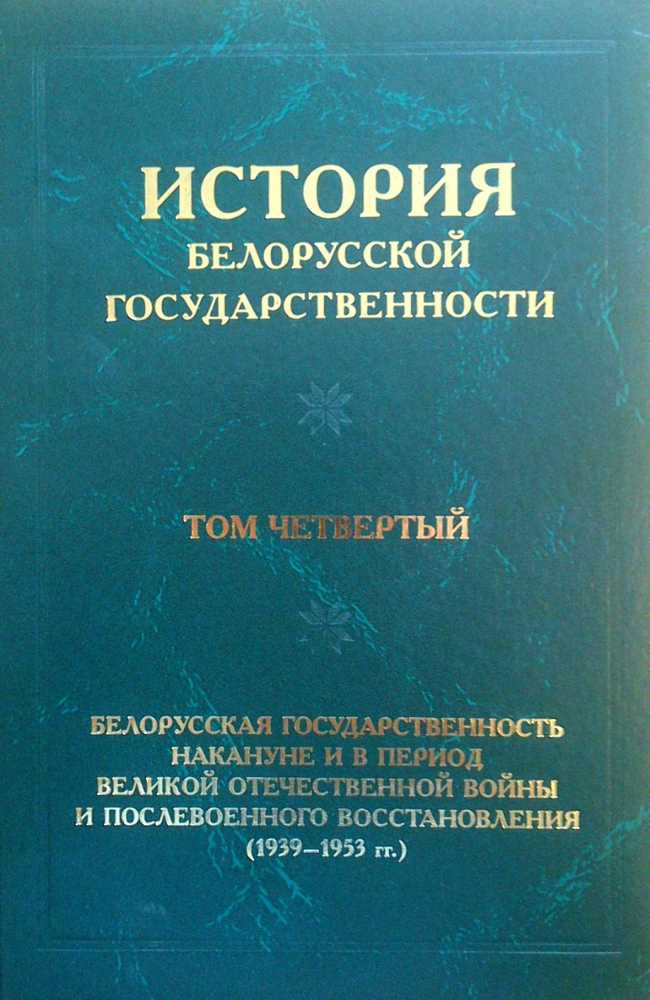 ИСТОРИЯ
БЕЛОРУССКОЙ
ГОСУДАРСТВЕННОСТИ
ТОМ ЧЕТВЕРТЫЙ
БЕЛОРУССКАЯ ГОСУДАРСТВЕННОСТЬ
НАКАНУНЕ И В ПЕРИОД
ВЕЛИКОЙ ОТЕЧЕСТВЕННОЙ ВОЙНЫ
И ПОСЛЕВОЕННОГО ВОССТАНОВЛЕНИЯ
(1939–1953 гг.)